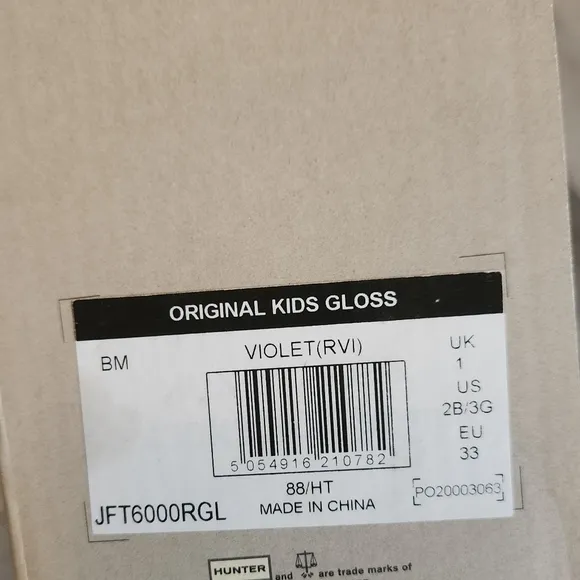 ORIGINAL KIDS GLOSS
BM
VIOLET(RVI)
UK
1
US
2B/3G
EU
33
5 054916 210782
88/HT
MADE IN CHINA
JFT6000RGL
PO20003063
HUNTER and are trade marks of